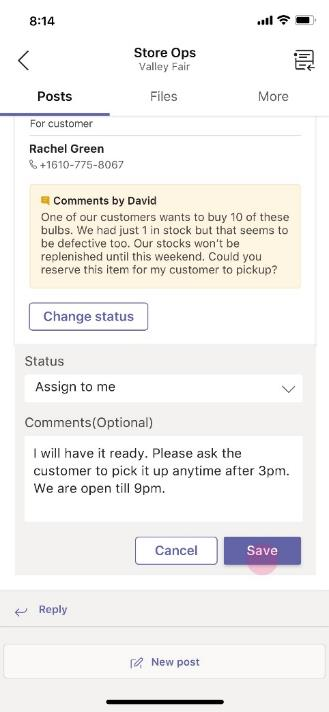 8:14
Store Ops
Valley Fair
Posts
Files
More
For customer
Rachel Green
+1610-775-8067
Comments by David
One of our customers wants to buy 10 of these
bulbs. We had just 1 in stock but that seems to
be defective too. Our stocks won't be
replenished until this weekend. Could you
reserve this item for my customer to pickup?
Change status
Status
Assign to me
Comments(Optional)
I will have it ready. Please ask the
customer to pick it up anytime after 3pm.
We are open till 9pm.
Cancel
Save
Reply
New post